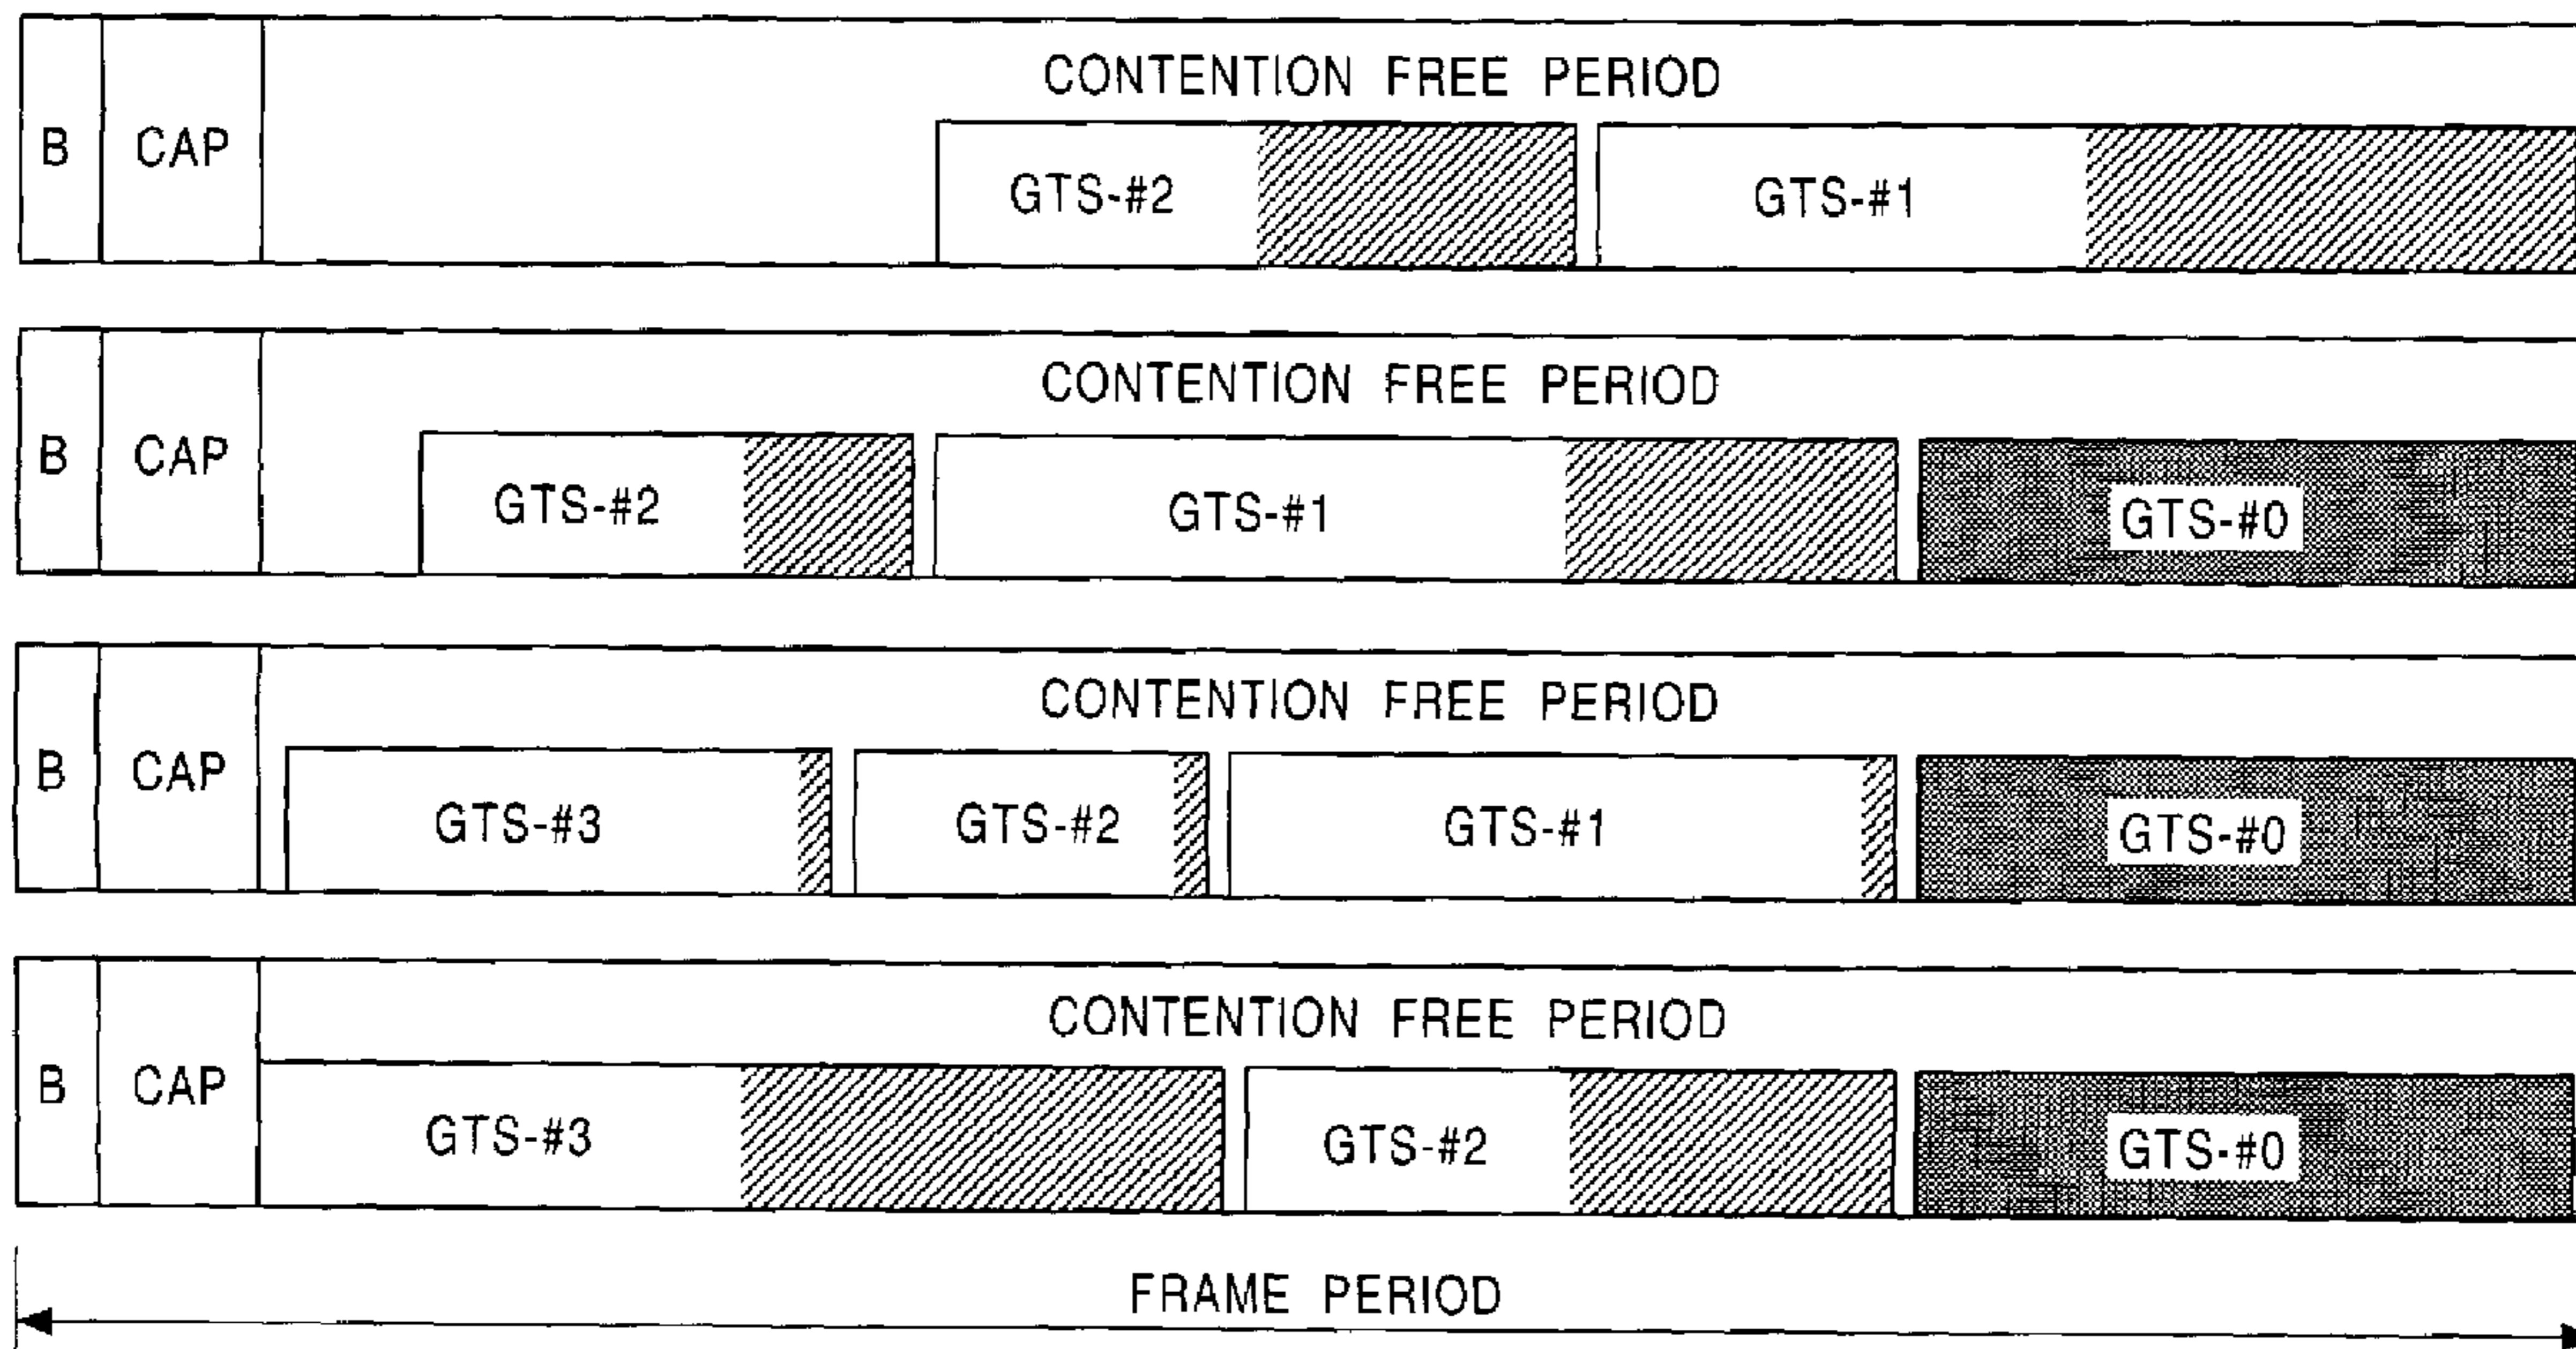 CONTENTION FREE PERIOD
B CAP GTS-#2 GTS-#1
CONTENTION FREE PERIOD
B CAP GTS-#2 GTS-#1 GTS-#0
CONTENTION FREE PERIOD
B CAP GTS-#3 GTS-#2 GTS-#1 GTS-#0
CONTENTION FREE PERIOD
B CAP GTS-#3 GTS-#2 GTS-#0
FRAME PERIOD